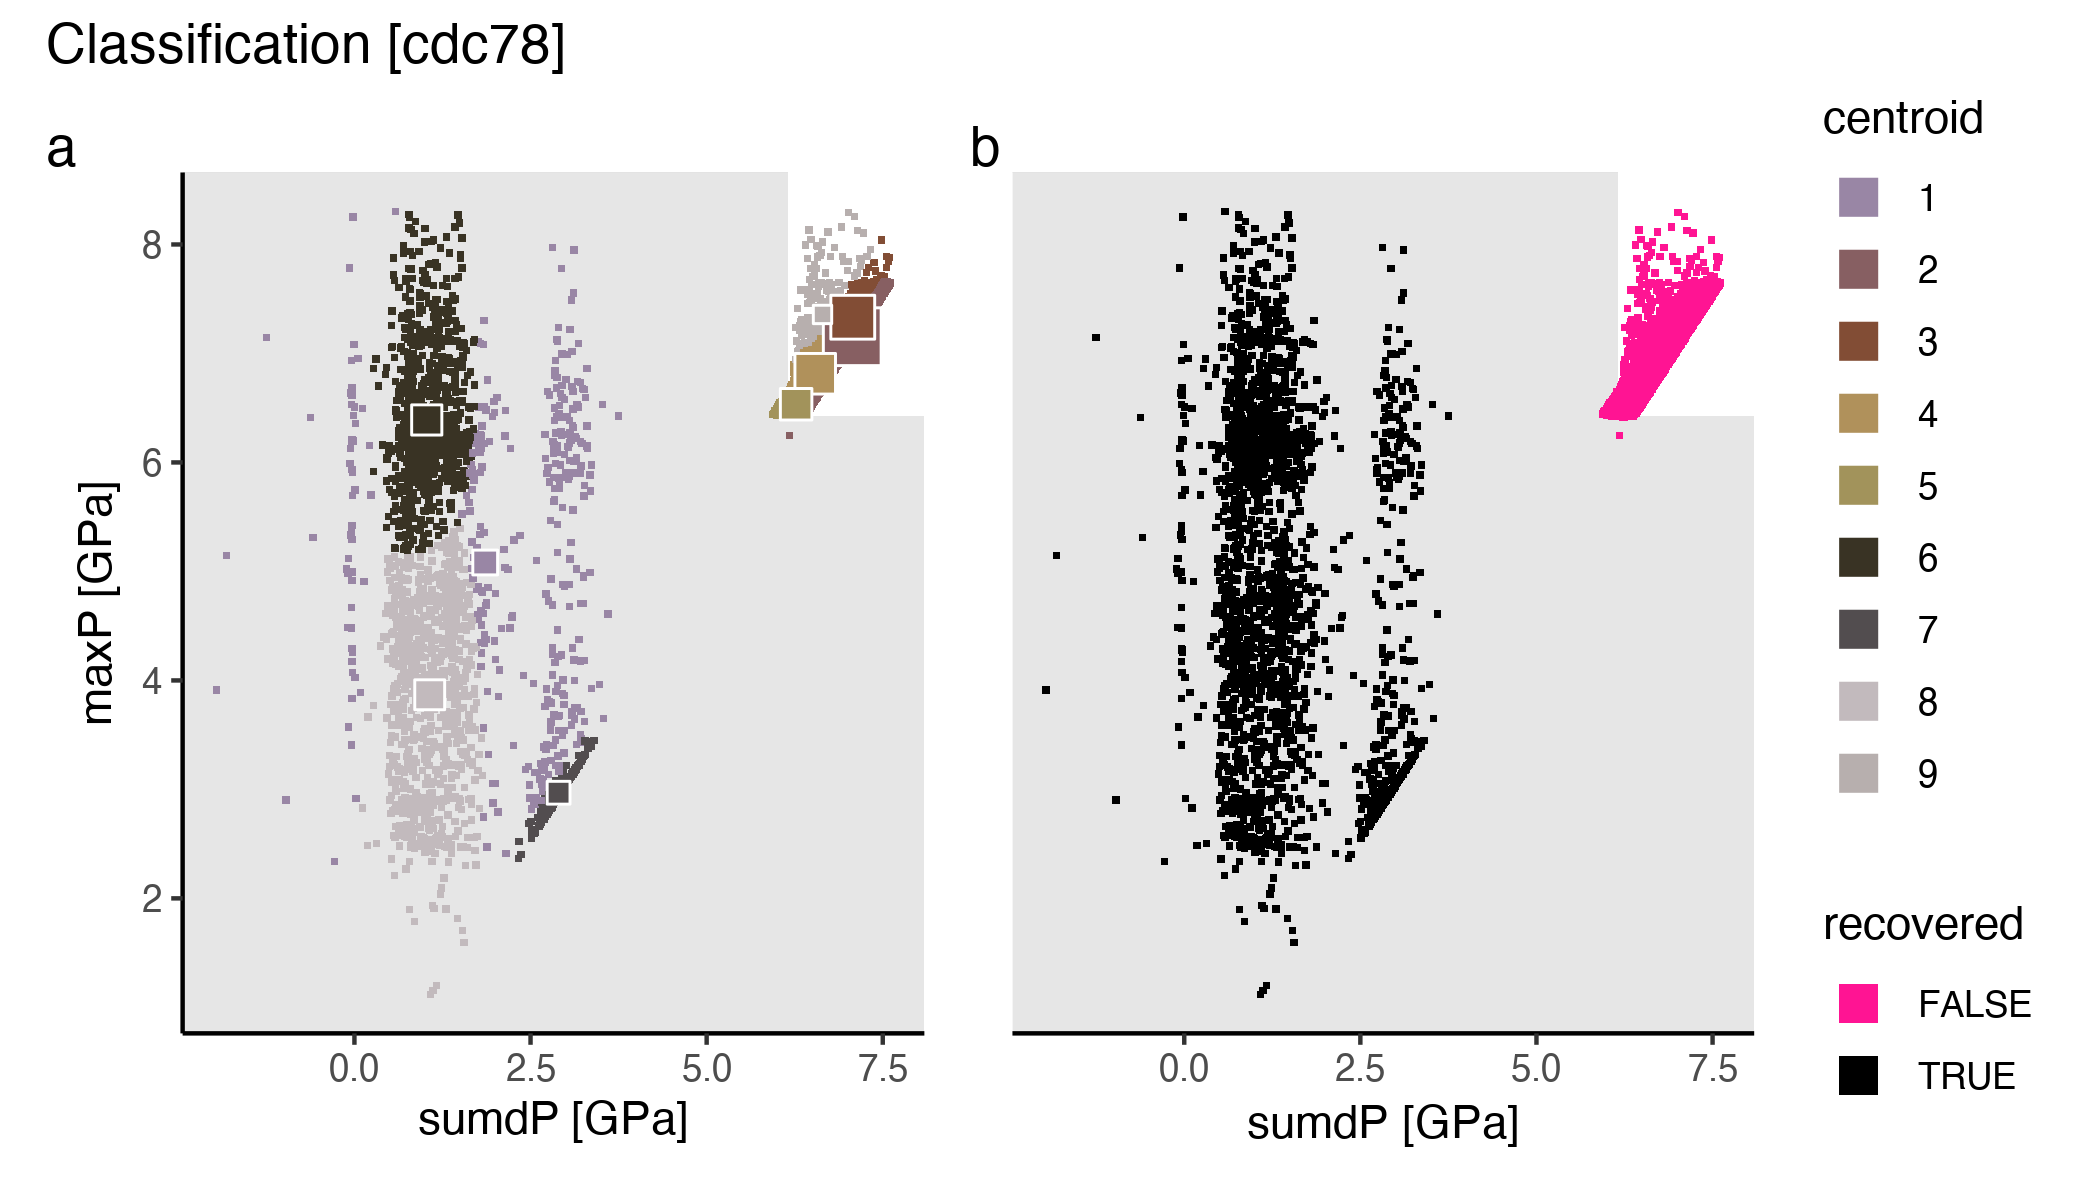 Classification [cdc78]
a
b
maxP [GPa]
8
6
4
2
0.0 2.5 5.0 7.5
sumdP [GPa]
0.0 2.5 5.0 7.5
sumdP [GPa]
centroid
1
2
3
4
5
6
7
8
9
recovered
FALSE
TRUE